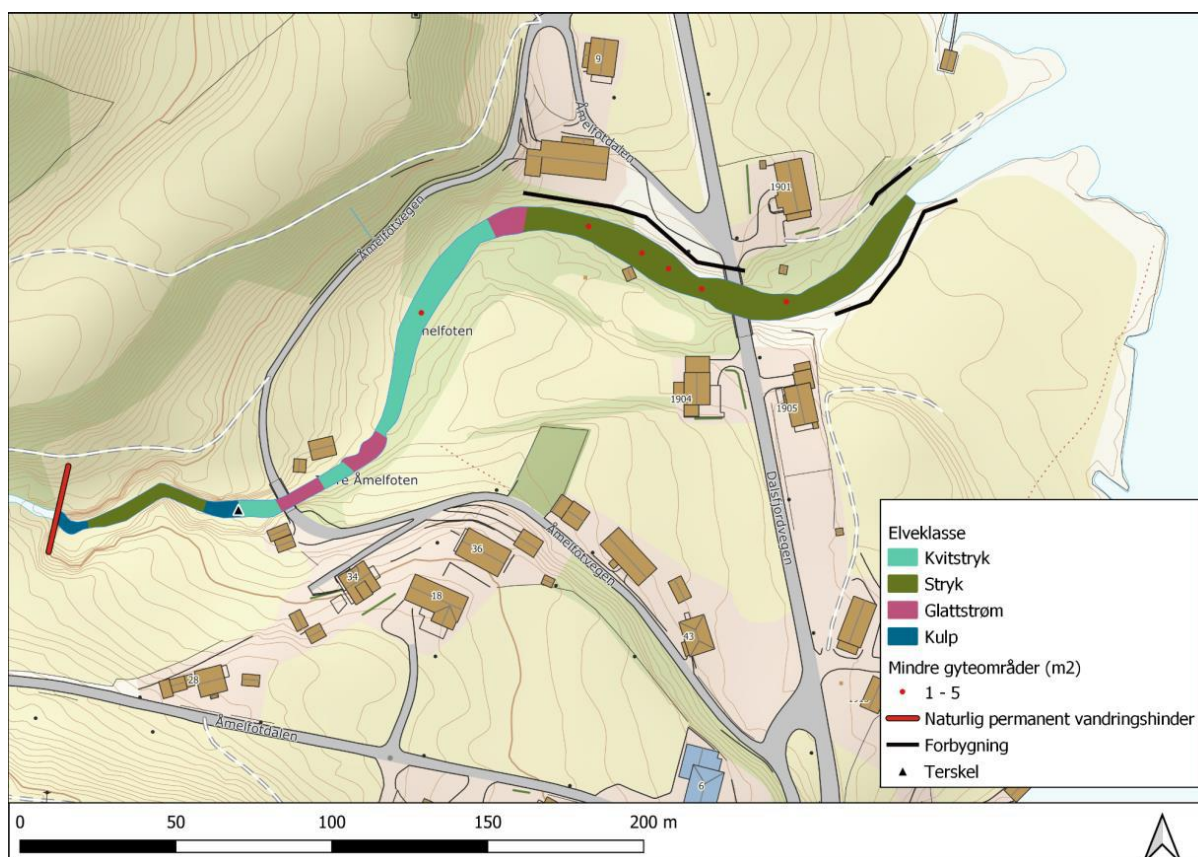 9
Åmelfotdalen
1901
Åmelfotvegen
nelfoten
1904
1905
re Åmelfoten
Dalsfjordvegen
Åmelfotvegen
36
34
18
43
28
Åmelfotdalen
6
Elveklasse
Kvitstryk
Stryk
Glattstrøm
Kulp
Mindre gyteområder (m2)
1 - 5
Naturlig permanent vandringshinder
Forbygning
Terskel
0 50 100 150 200 m